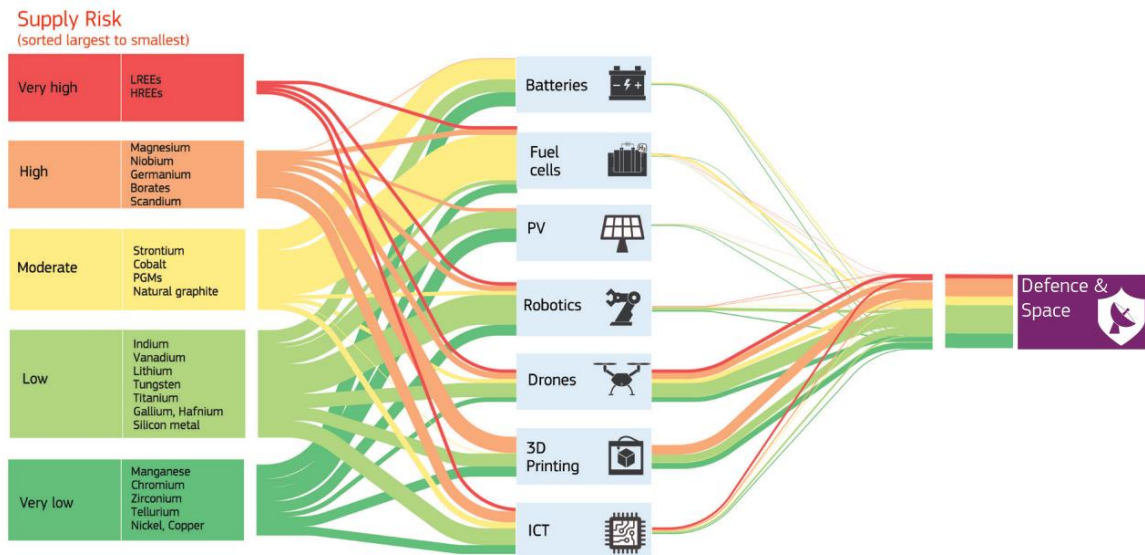 Supply Risk
(sorted largest to smallest)
Very high
LREEs
HREEs
High
Magnesium
Niobium
Germanium
Borates
Scandium
Moderate
Strontium
Cobalt
PGMs
Natural graphite
Low
Indium
Vanadium
Lithium
Tungsten
Titanium
Gallium, Hafnium
Silicon metal
Very low
Manganese
Chromium
Zirconium
Tellurium
Nickel, Copper
Batteries
Fuel
cells
H₂
PV
Robotics
Drones
3D
Printing
ICT
Defence &
Space